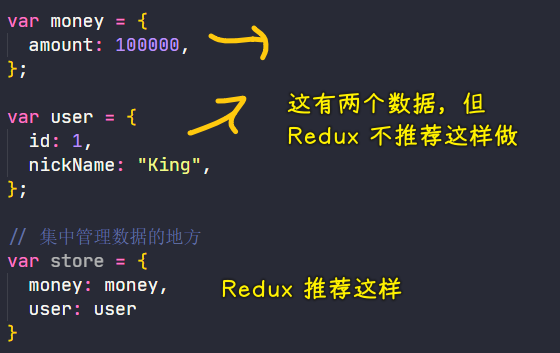 var money = {
amount: 100000,
};
这有两个数据，但
Redux 不推荐这样做
var user = {
id: 1,
nickName: "King",
};
// 集中管理数据的地方
var store = {
money: money,
user: user
}
Redux 推荐这样